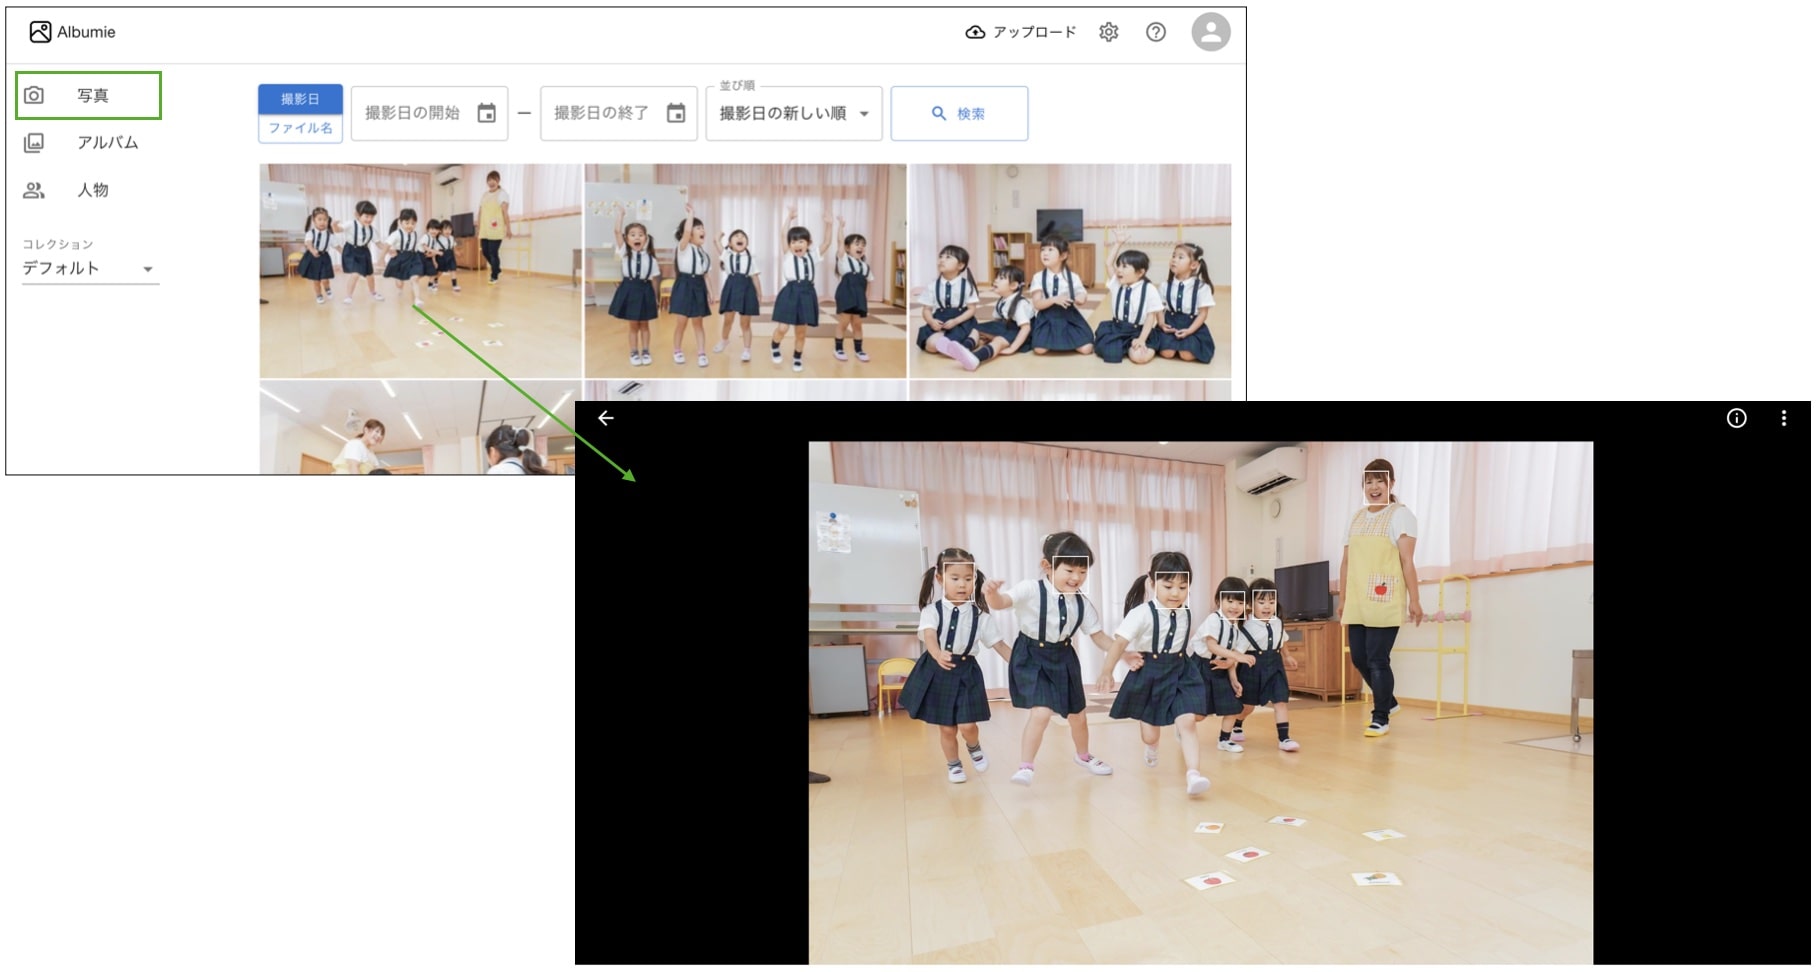 Albumie
アップロード
写真
アルバム
人物
コレクション
デフォルト
撮影日
ファイル名
撮影日の開始
—
撮影日の終了
並び順
撮影日の新しい順
検索